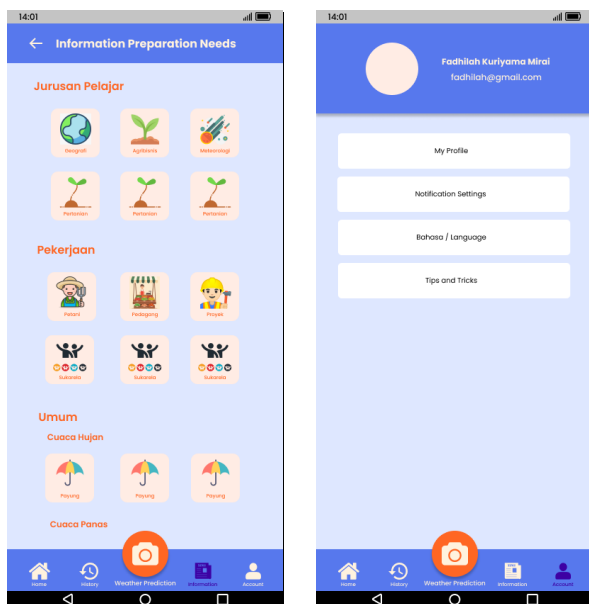 14:01
Information Preparation Needs
Jurusan Pelajar
Geografi
Agribisnis
Meteorologi
Pertanian
Pertanian
Pertanian
Pekerjaan
Petani
Pedagang
Proyek
Sukarela
Sukarela
Sukarela
Umum
Cuaca Hujan
Payung
Payung
Payung
Cuaca Panas
Home
History
Weather Prediction
Information
Account
14:01
Fadhilah Kuriyama Mirai
fadhilah@gmail.com
My Profile
Notification Settings
Bahasa / Language
Tips and Tricks
Home
History
Weather Prediction
Information
Account